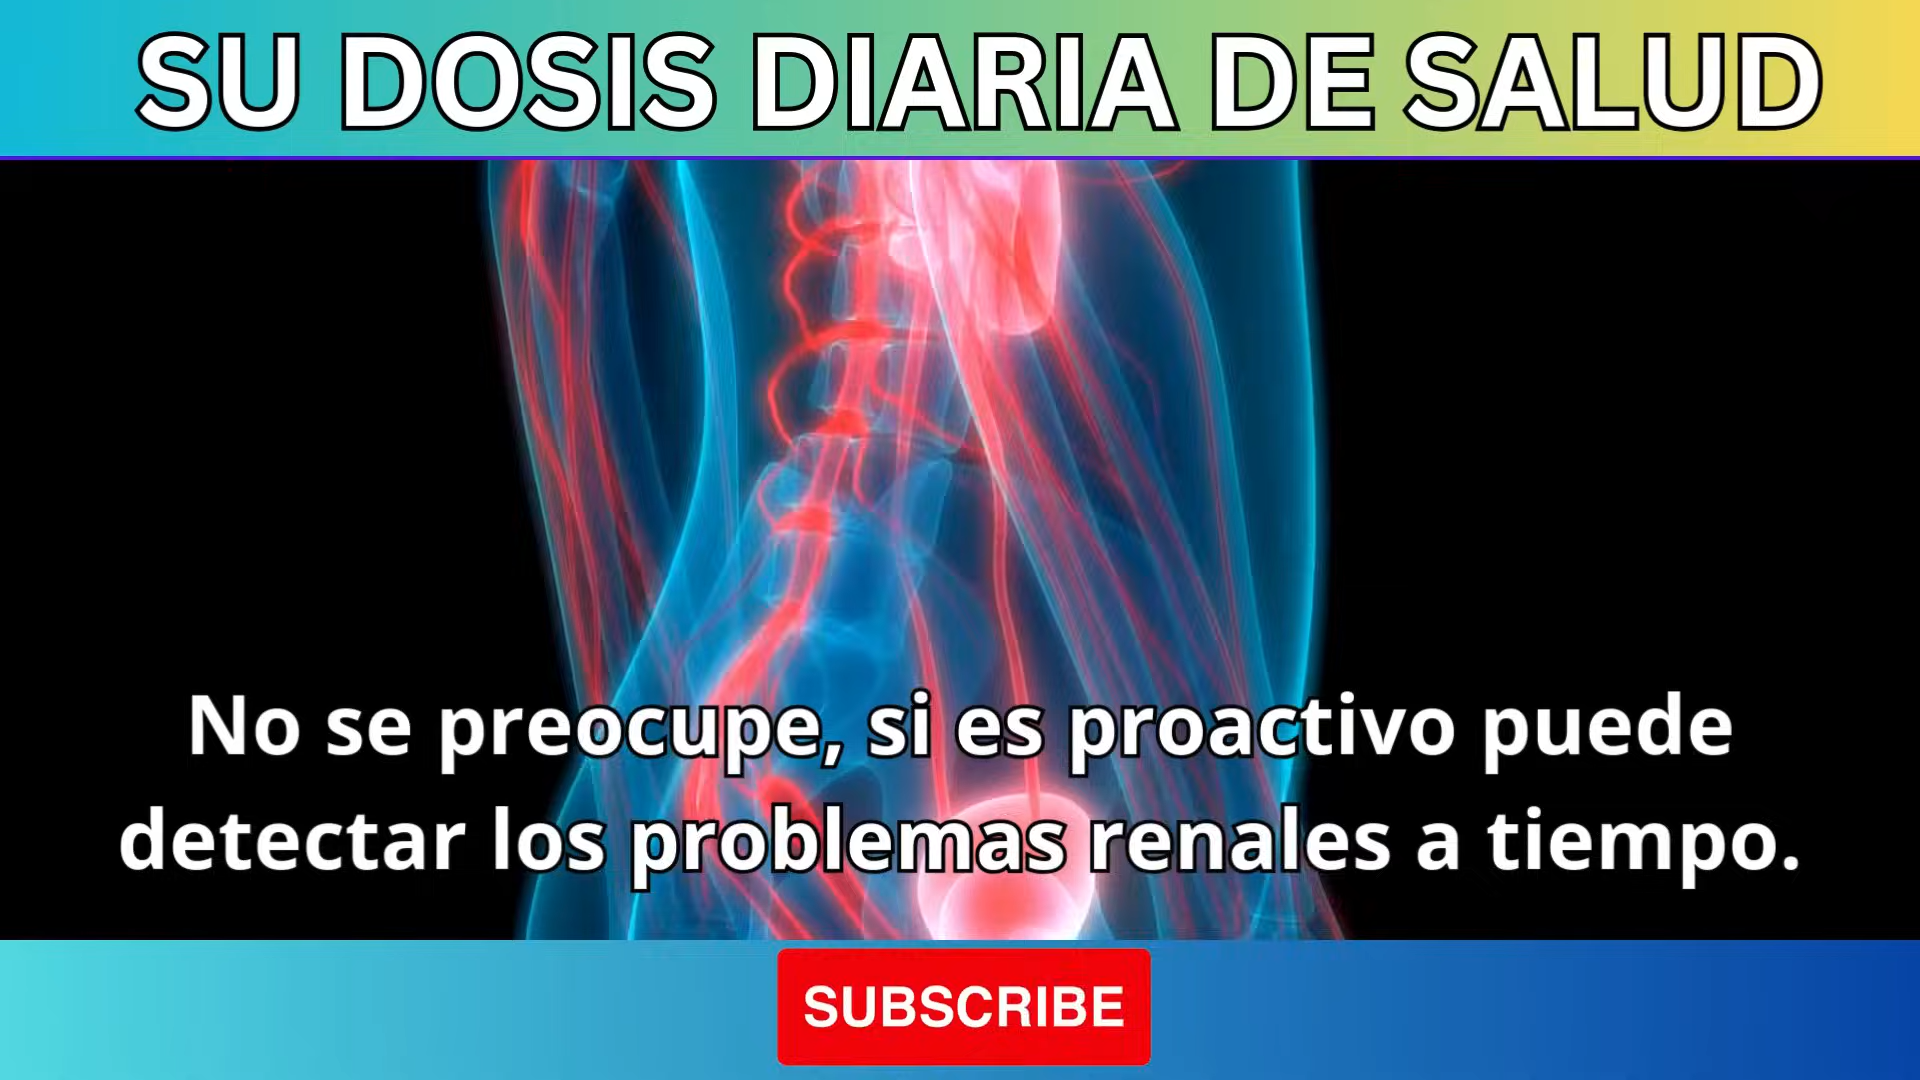 SU DOSIS DIARIA DE SALUD
No se preocupe, si es proactivo puede
detectar los problemas renales a tiempo.
SUBSCRIBE